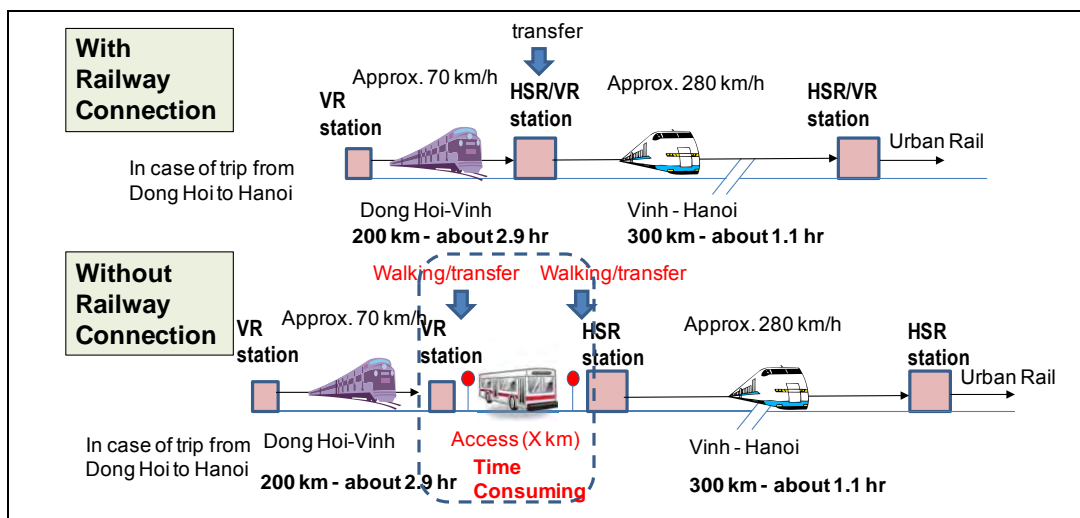 With
Railway
Connection
transfer
Approx. 70 km/h
HSR/VR
station
Approx. 280 km/h
HSR/VR
station
VR
station
Urban Rail
In case of trip from
Dong Hoi to Hanoi
Dong Hoi-Vinh
200 km - about 2.9 hr
Vinh - Hanoi
300 km - about 1.1 hr
Without
Railway
Connection
Walking/transfer
Walking/transfer
Approx. 70 km/h
VR
station
VR
station
HSR
station
Approx. 280 km/h
HSR
station
Urban Rail
In case of trip from
Dong Hoi to Hanoi
Dong Hoi-Vinh
200 km - about 2.9 hr
Access (X km)
Time
Consuming
Vinh - Hanoi
300 km - about 1.1 hr